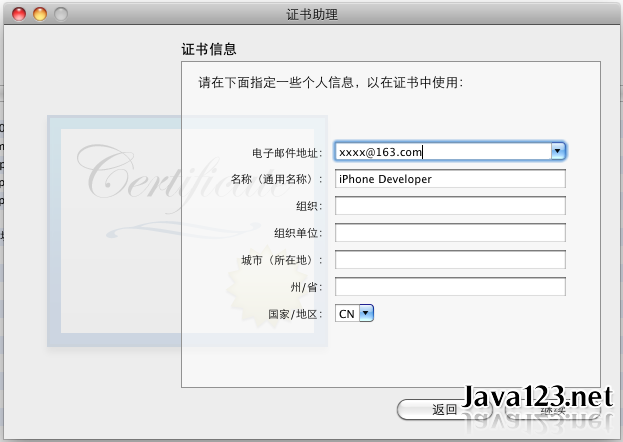 证书助理
证书信息
请在下面指定一些个人信息，以在证书中使用：
Certificate
电子邮件地址： xxxx@163.com
名称（通用名称）： iPhone Developer
组织：
组织单位：
城市（所在地）：
州/省：
国家/地区： CN
返回
Java123.net